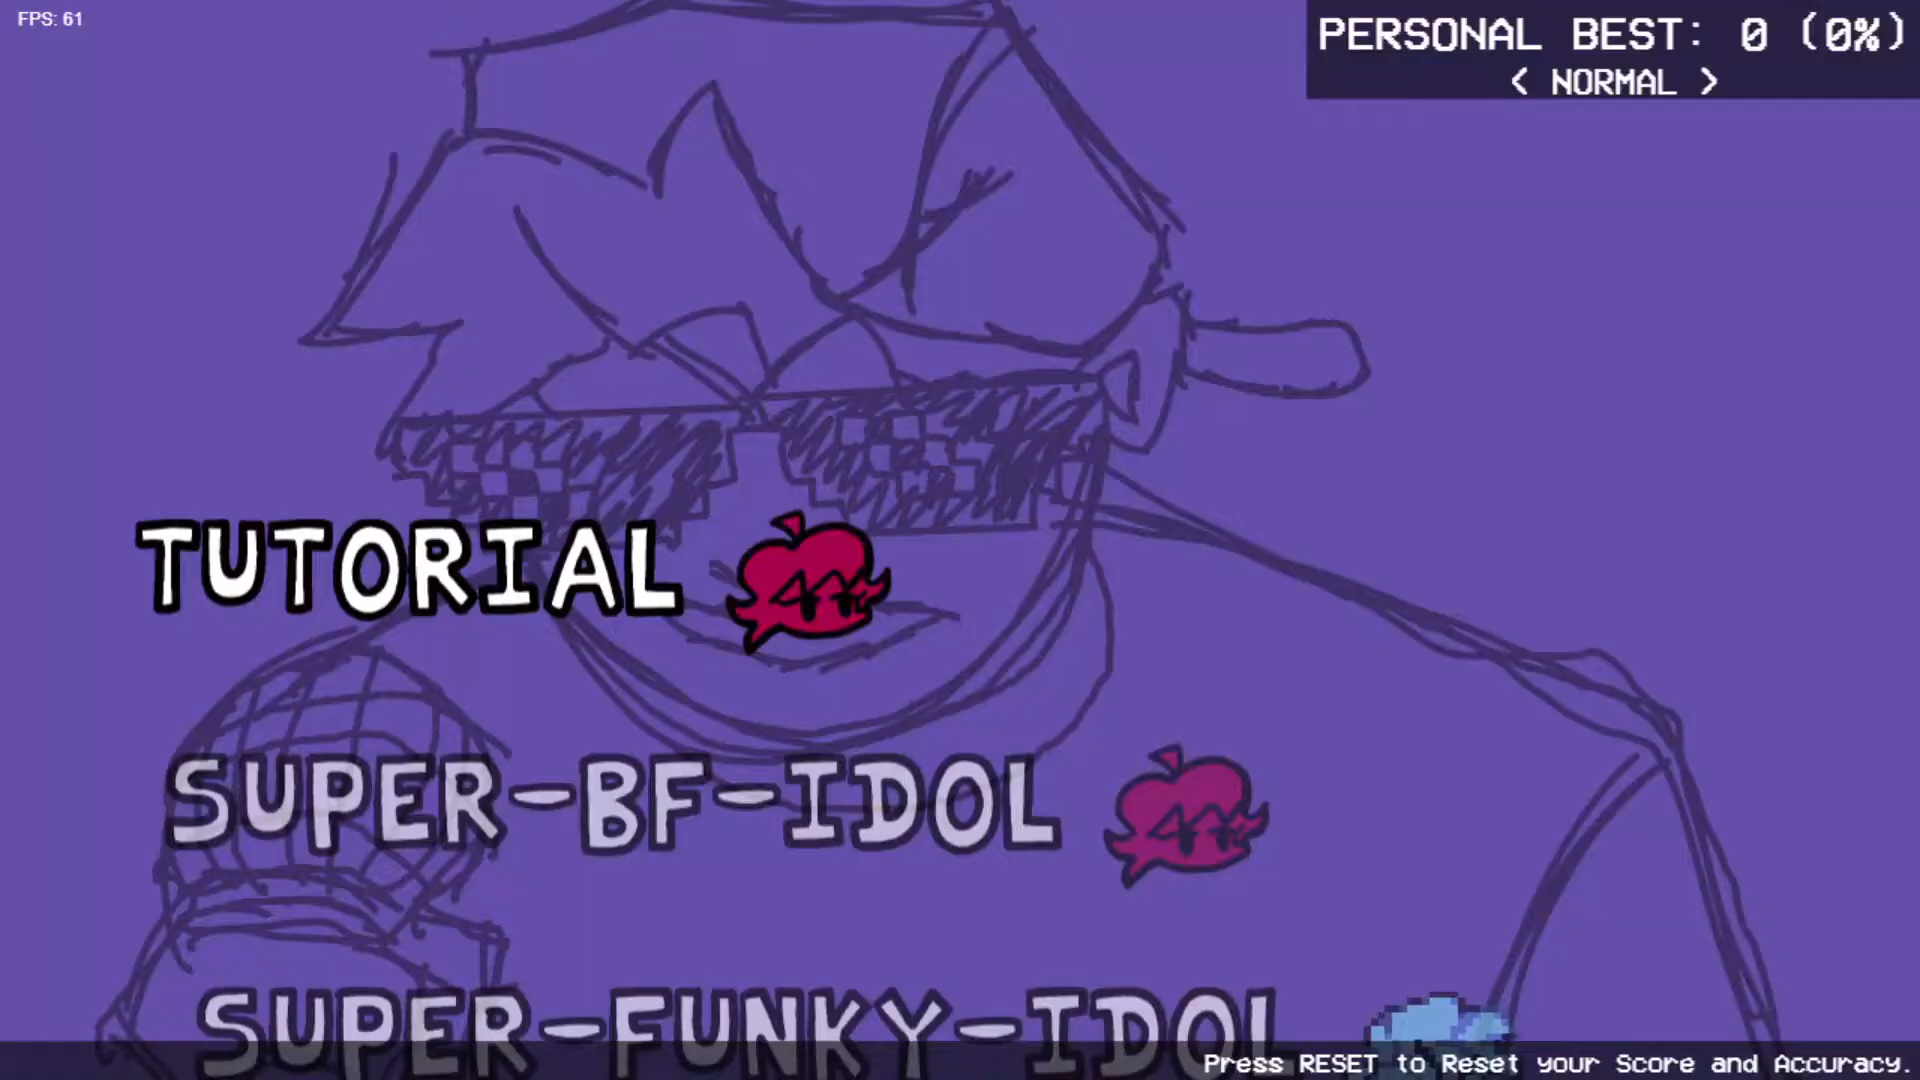 FPS: 61
PERSONAL BEST: 0 (0%)
< NORMAL >
TUTORIAL
SUPER-BF-IDOL
SUPER-FUNKY-IDOL
Press RESET to Reset your Score and Accuracy.